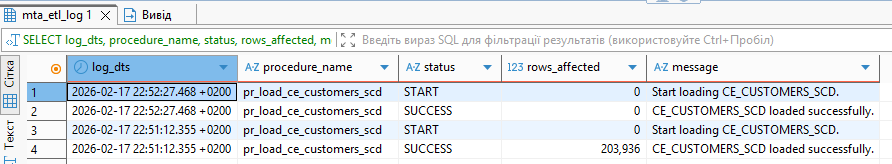 mta_etl_log 1 Вивід
SELECT log_dts, procedure_name, status, rows_affected, m Введіть вираз SQL для фільтрації результатів (використовуйте Ctrl+Пробіл)
Сітка
Текст
log_dts A-Z procedure_name A-Z status 123 rows_affected A-Z message
1 2026-02-17 22:52:27.468 +0200 pr_load_ce_customers_scd START 0 Start loading CE_CUSTOMERS_SCD.
2 2026-02-17 22:52:27.468 +0200 pr_load_ce_customers_scd SUCCESS 0 CE_CUSTOMERS_SCD loaded successfully.
3 2026-02-17 22:51:12.355 +0200 pr_load_ce_customers_scd START 0 Start loading CE_CUSTOMERS_SCD.
4 2026-02-17 22:51:12.355 +0200 pr_load_ce_customers_scd SUCCESS 203,936 CE_CUSTOMERS_SCD loaded successfully.